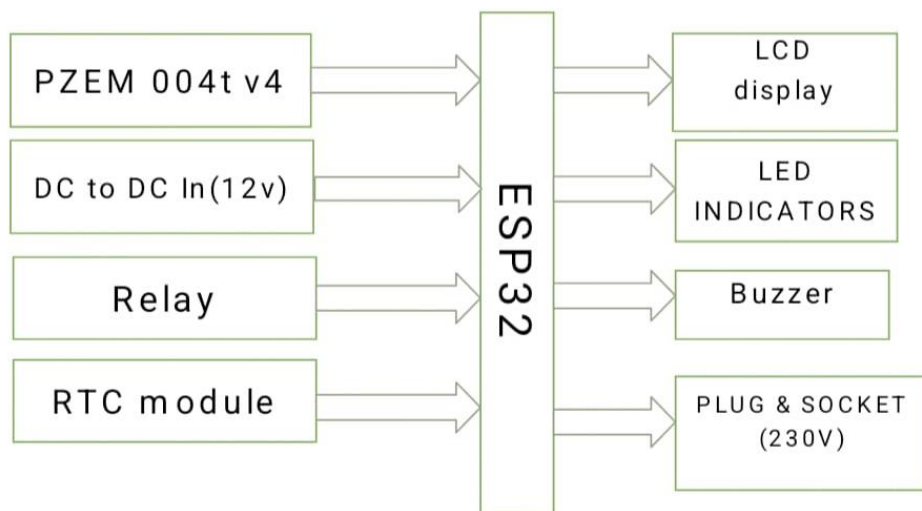 PZEM 004t v4
DC to DC In(12v)
Relay
RTC module
ESP32
LCD
display
LED
INDICATORS
Buzzer
PLUG & SOCKET
(230V)